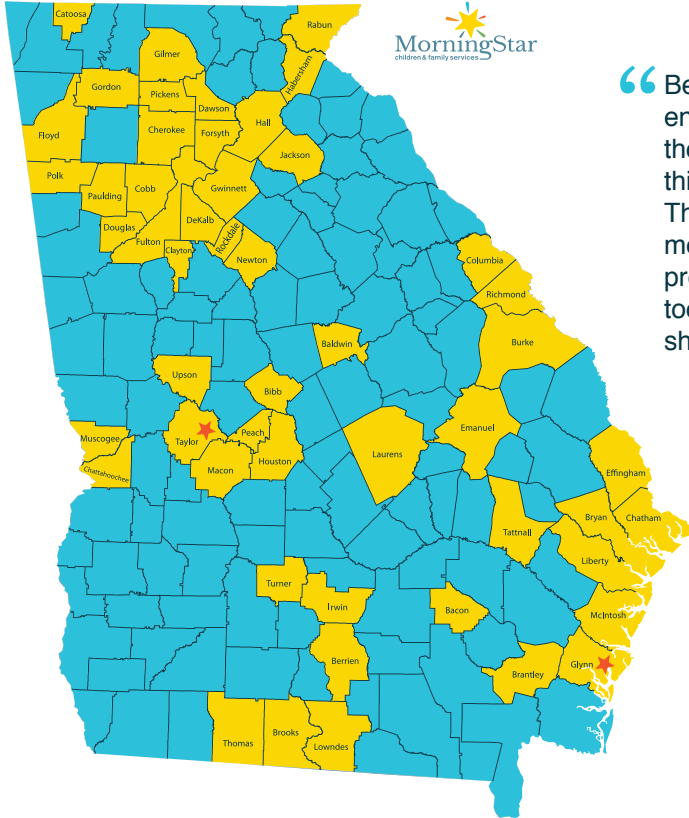 Catoosa
Rabun
MorningStar
children & family services
Gilmer
Habersham
Gordon
Pickens
Dawson
Hall
Floyd
Cherokee
Forsyth
Jackson
Polk
Paulding
Cobb
Gwinnett
DeKalb
Douglas
Fulton
Rockdale
Clayton
Newton
Columbia
Richmond
Baldwin
Burke
Upson
Bibb
Muscogee
Taylor
Peach
Emanuel
Laurens
Chattahoochee
Macon
Houston
Effingham
Bryan
Chatham
Tattnall
Liberty
Turner
Irwin
Bacon
McIntosh
Berrien
Glynn
Brantley
Thomas
Brooks
Lowndes
“ Be
en
the
thi
Th
mo
pro
too
sh